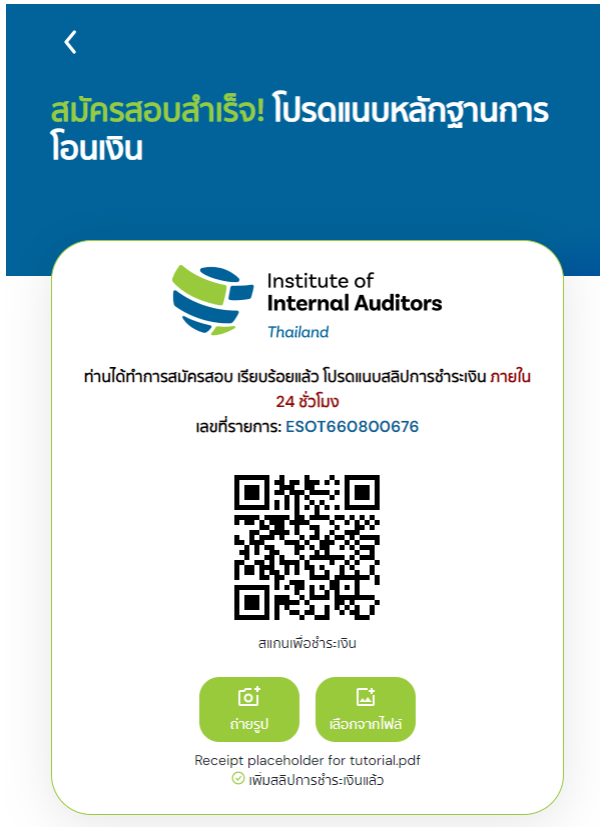 สมัครสอบสำเร็จ! โปรดแนบหลักฐานการ
โอนเงิน
Institute of
Internal Auditors
Thailand
ท่านได้ทำการสมัครสอบ เรียบร้อยแล้ว โปรดแนบสลิปการชำระเงิน ภายใน
24 ชั่วโมง
เลขที่รายการ: ESOT660800676
สแกนเพื่อชำระเงิน
ถ่ายรูป
เลือกจากไฟล์
Receipt placeholder for tutorial.pdf
เพิ่มสลิปการชำระเงินแล้ว